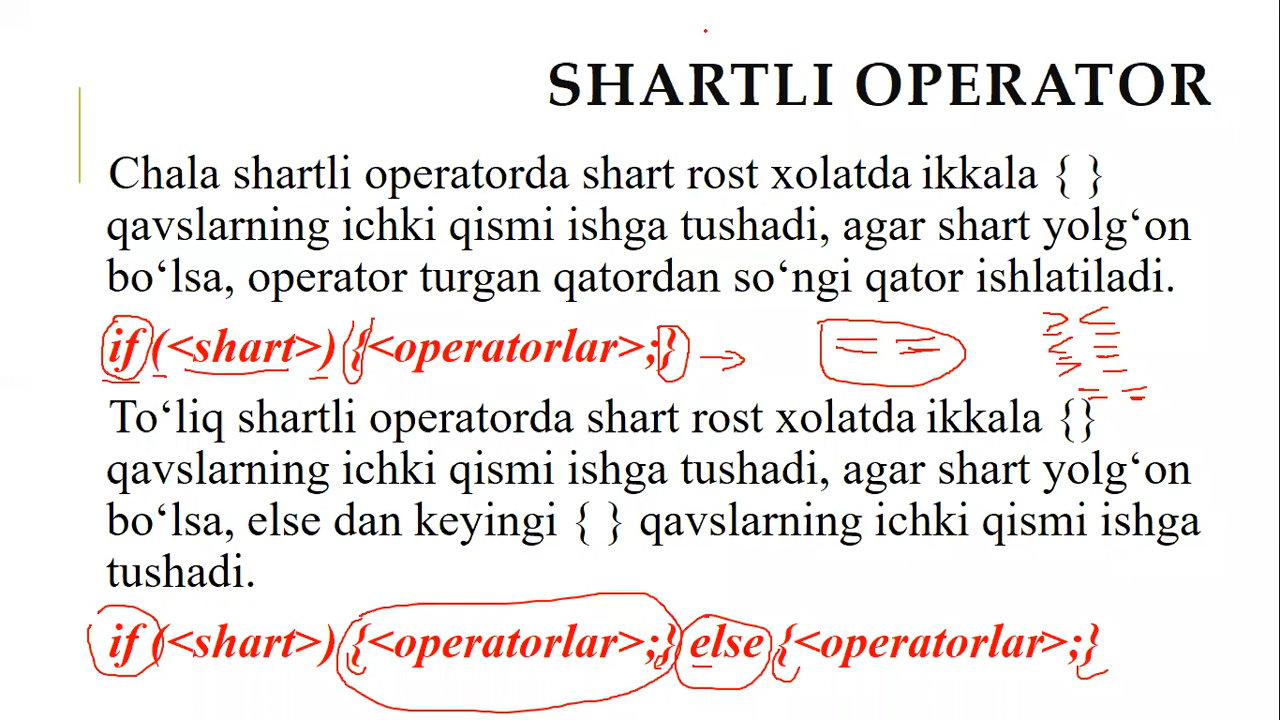 SHARTLI OPERATOR
Chala shartli operatorda shart rost xolatda ikkala { }
qavslarning ichki qismi ishga tushadi, agar shart yolg‘on
bo‘lsa, operator turgan qatordan so‘ngi qator ishlatiladi.
if (<shart>) {<operatorlar>;}
To‘liq shartli operatorda shart rost xolatda ikkala {}
qavslarning ichki qismi ishga tushadi, agar shart yolg‘on
bo‘lsa, else dan keyingi { } qavslarning ichki qismi ishga
tushadi.
if (<shart>) {<operatorlar>;} else {<operatorlar>;}